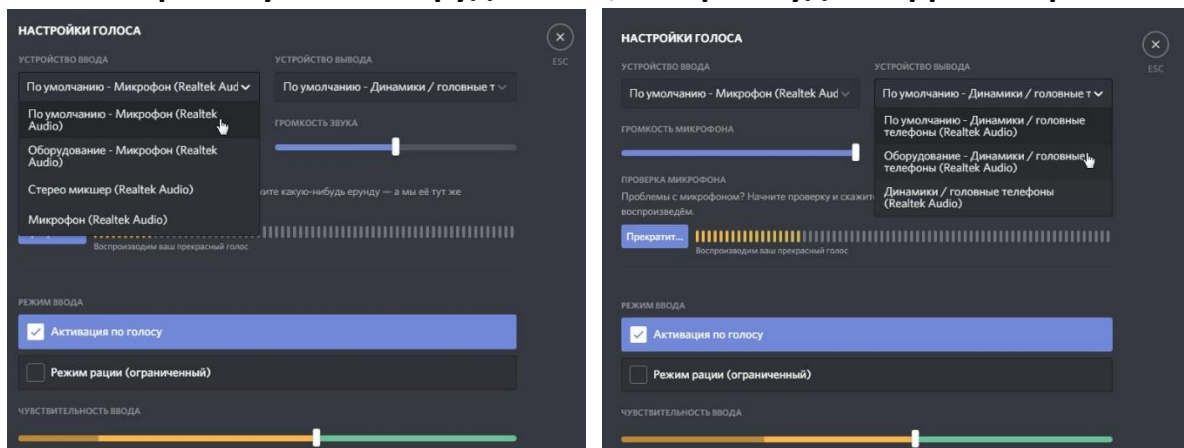 НАСТРОЙКИ ГОЛОСА
ESC
УСТРОЙСТВО ВВОДА
УСТРОЙСТВО ВЫВОДА
По умолчанию - Микрофон (Realtek Aud
По умолчанию - Динамики / головные т
По умолчанию - Микрофон (Realtek
Audio)
Оборудование - Микрофон (Realtek
Audio)
Стерео микшер (Realtek Audio)
Микрофон (Realtek Audio)
ГРОМКОСТЬ ЗВУКА
какую-нибудь ерунду — а мы её тут же
Воспроизводим ваш прекрасный голос
РЕЖИМ ВВОДА
Активация по голосу
Режим рации (ограниченный)
ЧУВСТВИТЕЛЬНОСТЬ ВВОДА
НАСТРОЙКИ ГОЛОСА
ESC
УСТРОЙСТВО ВВОДА
УСТРОЙСТВО ВЫВОДА
По умолчанию - Микрофон (Realtek Aud
По умолчанию - Динамики / головные т
По умолчанию - Динамики / головные
телефоны (Realtek Audio)
Оборудование - Динамики / головные
телефоны (Realtek Audio)
Динамики / головные телефоны
(Realtek Audio)
ГРОМКОСТЬ МИКРОФОНА
ПРОВЕРКА МИКРОФОНА
Проблемы с микрофоном? Начните проверку и скажит
воспроизведём.
Прекратит...
Воспроизводим ваш прекрасный голос
РЕЖИМ ВВОДА
Активация по голосу
Режим рации (ограниченный)
ЧУВСТВИТЕЛЬНОСТЬ ВВОДА